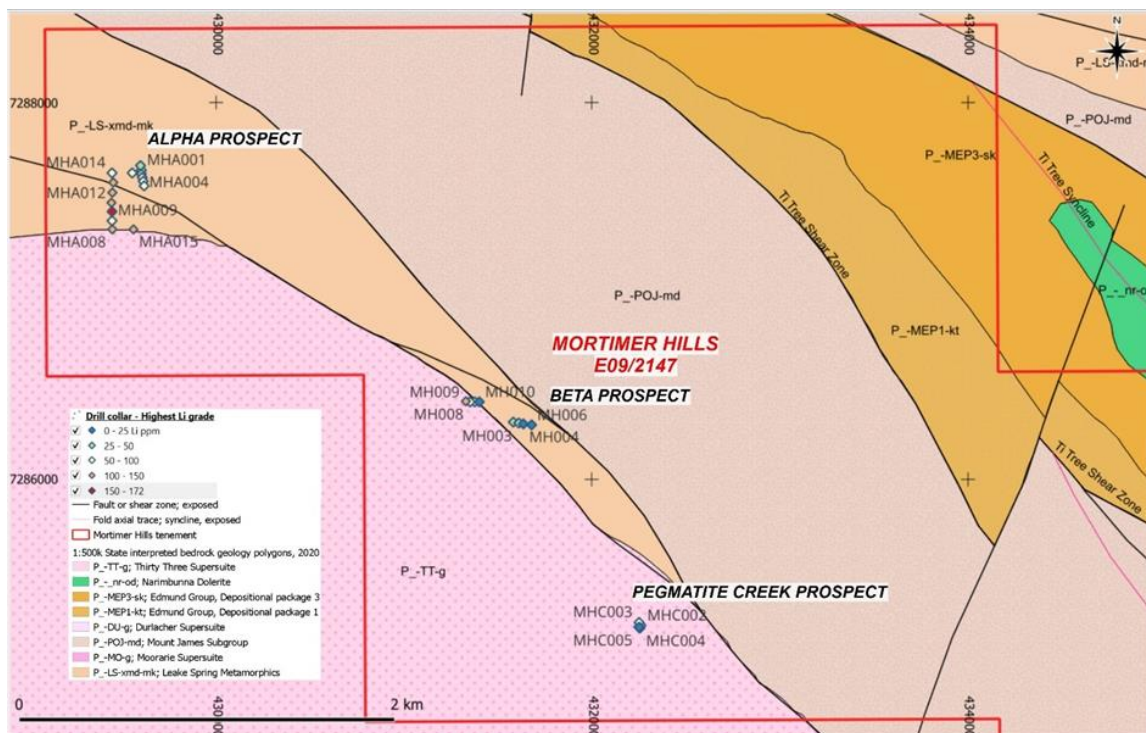 N
430000
432000
434000
7288000
P_-LS-xmd-mk
P_-LS-xmd-m
P_-POJ-md
ALPHA PROSPECT
MHA014
MHA001
MHA004
MHA012
MHA009
MHA008
MHA015
P_-MEP3-sk
Ti Tree Syncline
Ti Tree Shear Zone
P_-_nr-o
P_-POJ-md
P_-MEP1-kt
MORTIMER HILLS
E09/2147
BETA PROSPECT
MH009
MH010
MH008
MH006
MH003
MH004
7286000
Ti Tree Shear Zone
Drill collar - Highest Li grade
0 - 25 Li ppm
25 - 50
50 - 100
100 - 150
150 - 172
Fault or shear zone; exposed
Fold axial trace; syncline, exposed
Mortimer Hills tenement
1:500k State interpreted bedrock geology polygons, 2020
P_-TT-g; Thirty Three Supersuite
P_-_nr-od; Narimbunna Dolerite
P_-MEP3-sk; Edmund Group, Depositional package 3
P_-MEP1-kt; Edmund Group, Depositional package 1
P_-DU-g; Durlacher Supersuite
P_-POJ-md; Mount James Subgroup
P_-MO-g; Moorarie Supersuite
P_-LS-xmd-mk; Leake Spring Metamorphics
P_-TT-g
PEGMATITE CREEK PROSPECT
MHC003
MHC002
MHC005
MHC004
0
2 km
430000
432000
434000